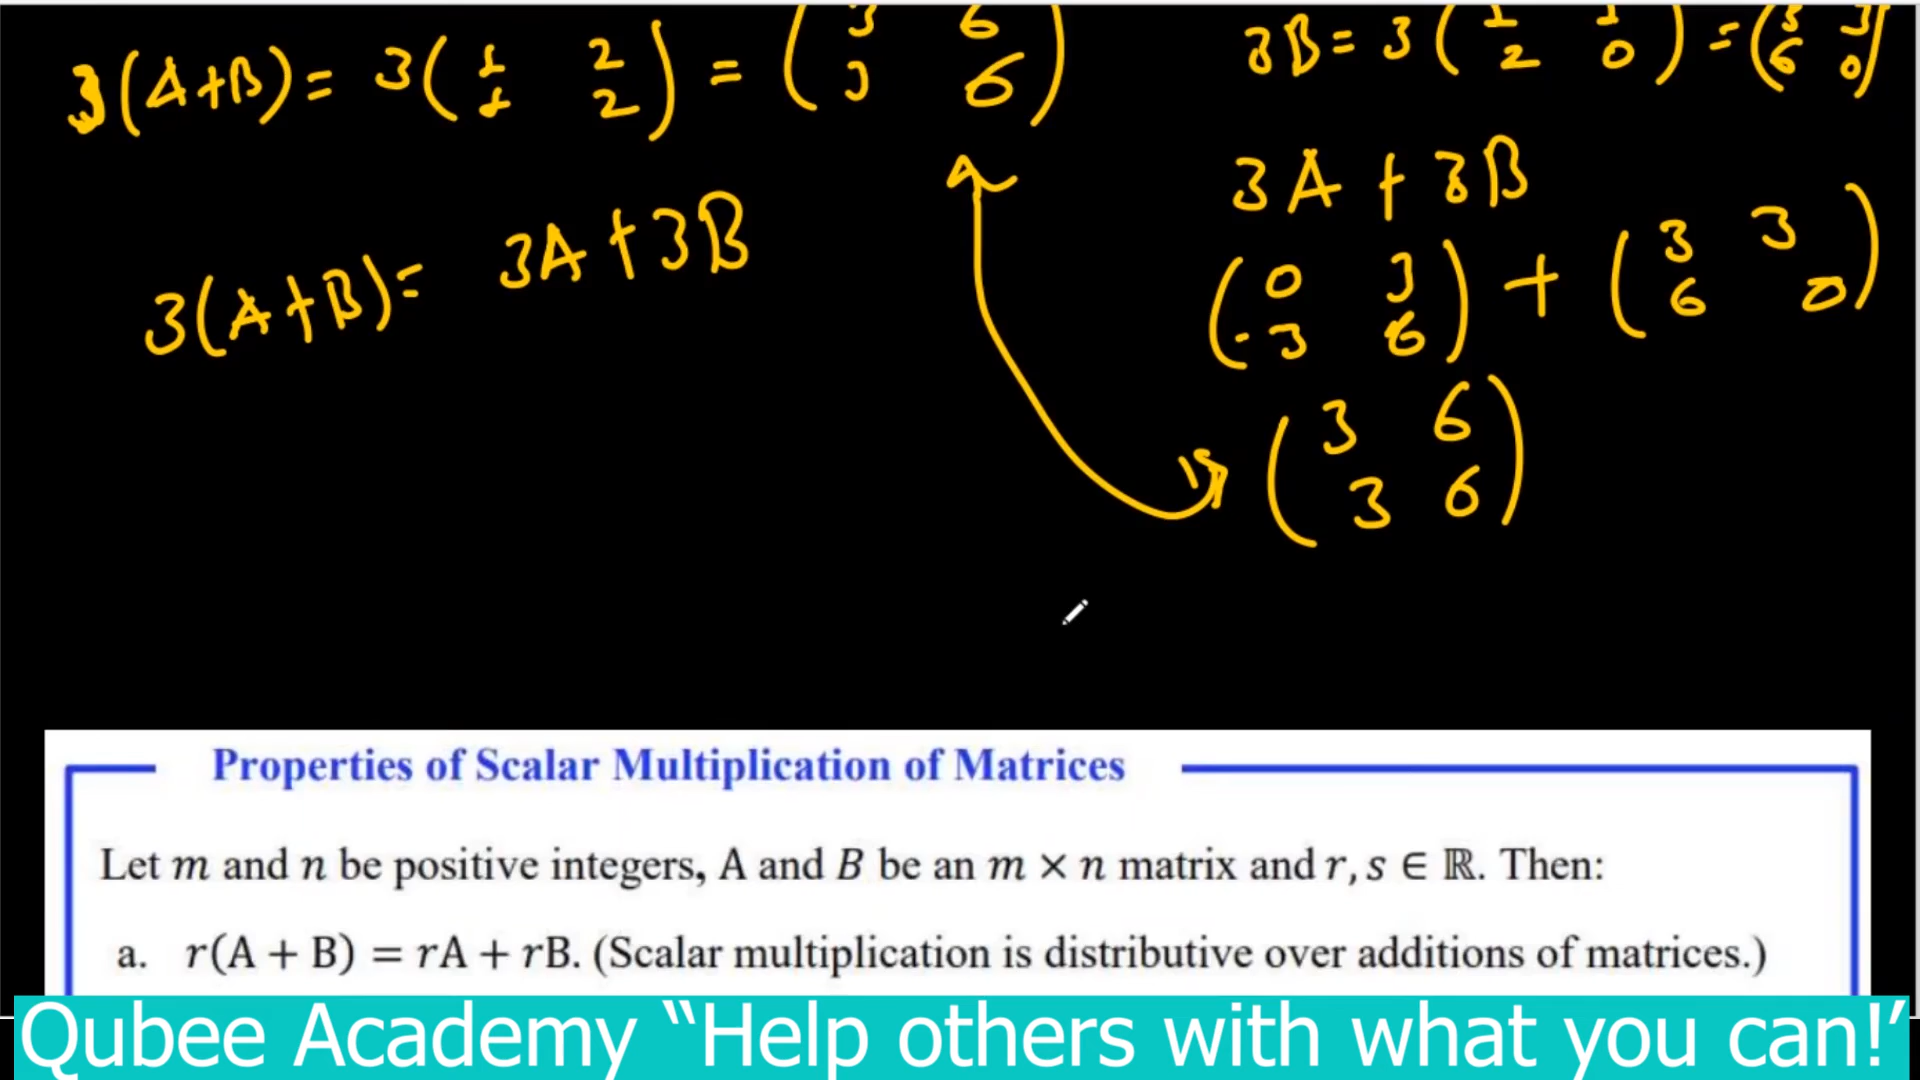 3(A+B)= 3(1 2 = (3 6
1 2) 3 6)
3B= 3(1 1 =(3 3
2 0) 6 0)
3(A+B)= 3A+3B
3A + 3B
(0 3 + (3 3
-3 6) 6 0)
(3 6
3 6)
Properties of Scalar Multiplication of Matrices
Let m and n be positive integers, A and B be an m × n matrix and r, s ∈ ℝ. Then:
a. r(A + B) = rA + rB. (Scalar multiplication is distributive over additions of matrices.)
Qubee Academy “Help others with what you can!’